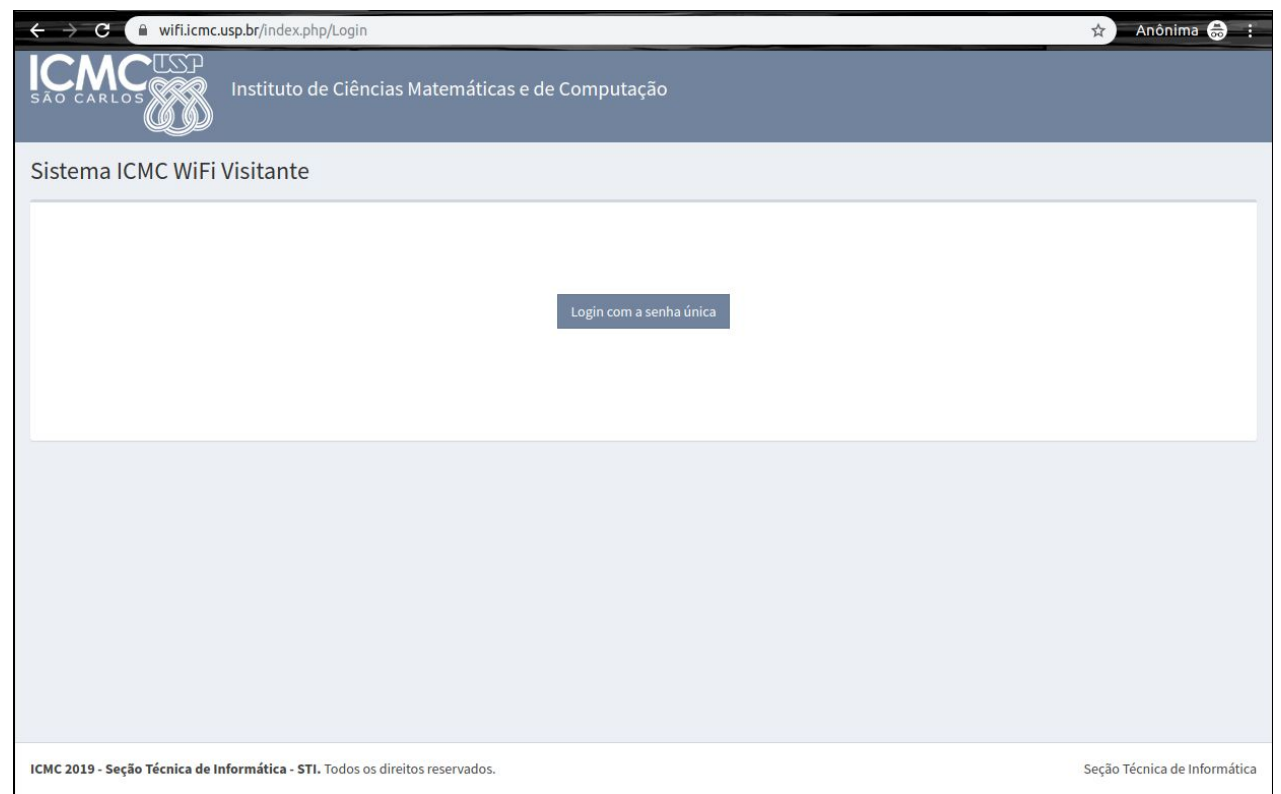 wifi.icmc.usp.br/index.php/Login
Anônima
ICMC USP
SÃO CARLOS
Instituto de Ciências Matemáticas e de Computação
Sistema ICMC WiFi Visitante
Login com a senha única
ICMC 2019 - Seção Técnica de Informática - STI. Todos os direitos reservados.
Seção Técnica de Informática